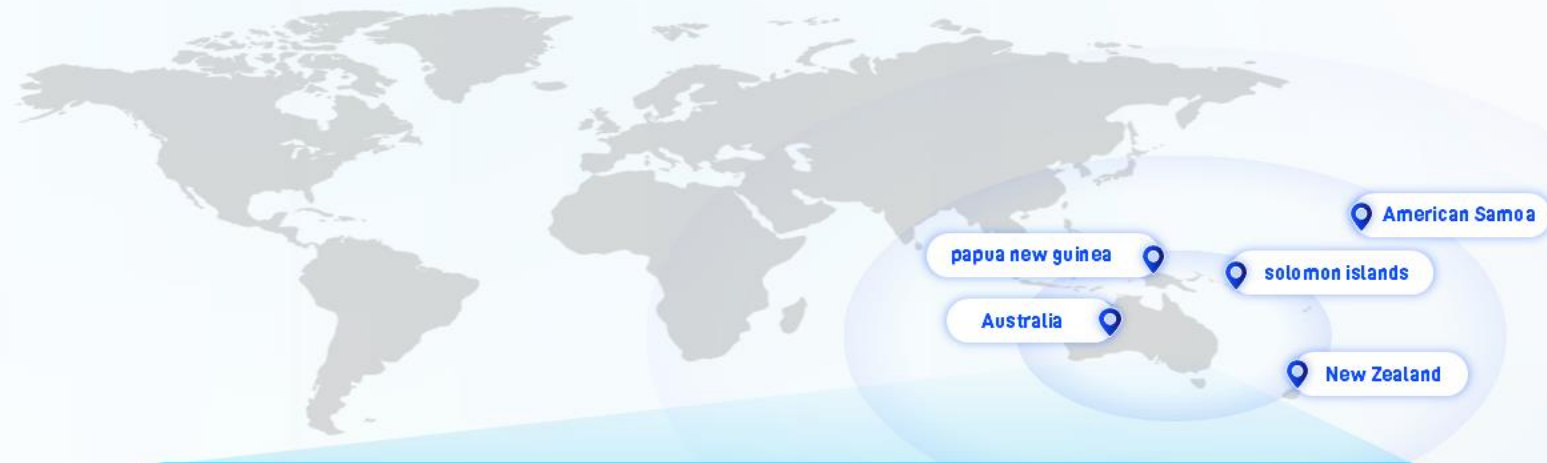 American Samoa
papua new guinea
solomon islands
Australia
New Zealand